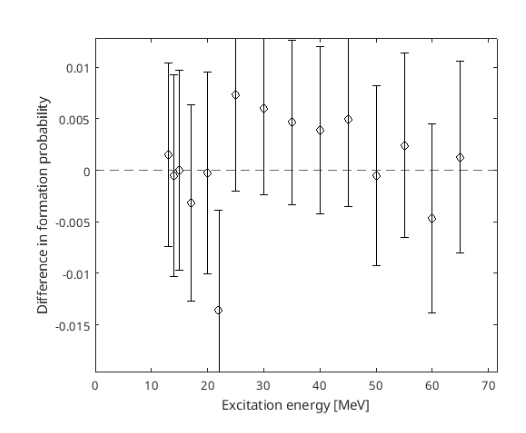 Difference in formation probability
0.01
0.005
0
-0.005
-0.01
-0.015
0 10 20 30 40 50 60 70
Excitation energy [MeV]